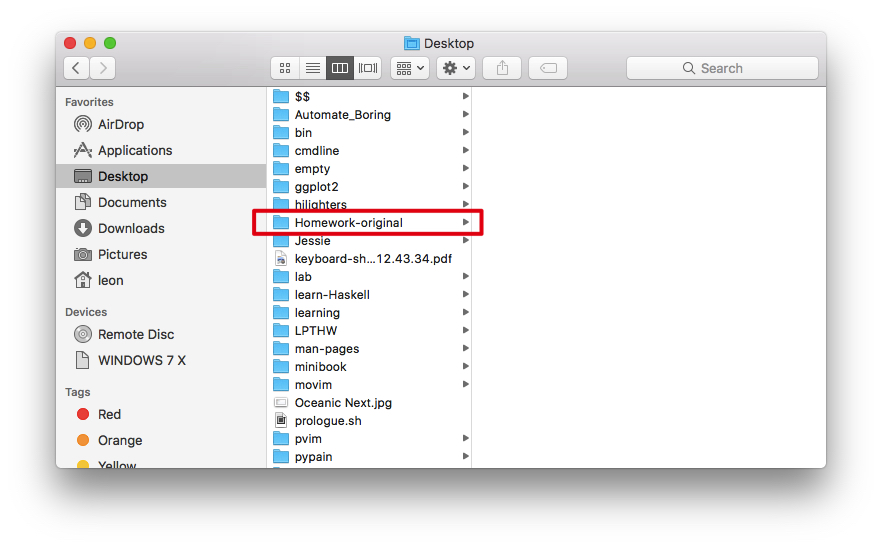 Desktop
Search
Favorites
AirDrop
Applications
Desktop
Documents
Downloads
Pictures
leon
Devices
Remote Disc
WINDOWS 7 X
Tags
Red
Orange
Yellow
$$
Automate_Boring
bin
cmdline
empty
ggplot2
hilighters
Homework-original
Jessie
keyboard-sh...12.43.34.pdf
lab
learn-Haskell
learning
LPTHW
man-pages
minibook
movim
Oceanic Next.jpg
prologue.sh
pvim
pypain